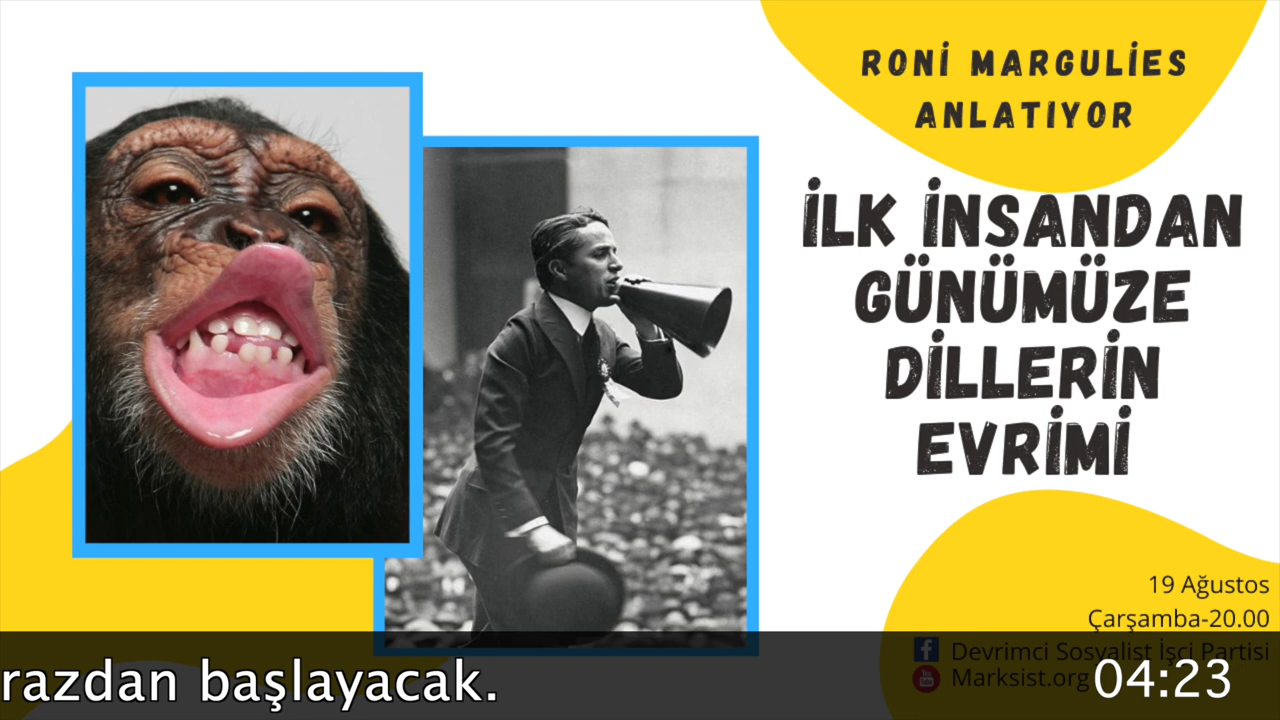 RONİ MARGULİES
ANLATIYOR
İLK İNSANDAN
GÜNÜMÜZE
DİLLERİN
EVRİMİ
19 Ağustos
Çarşamba-20.00
Devrimci Sosyalist İşçi Partisi
Marksist.org
razdan başlayacak.
04:23